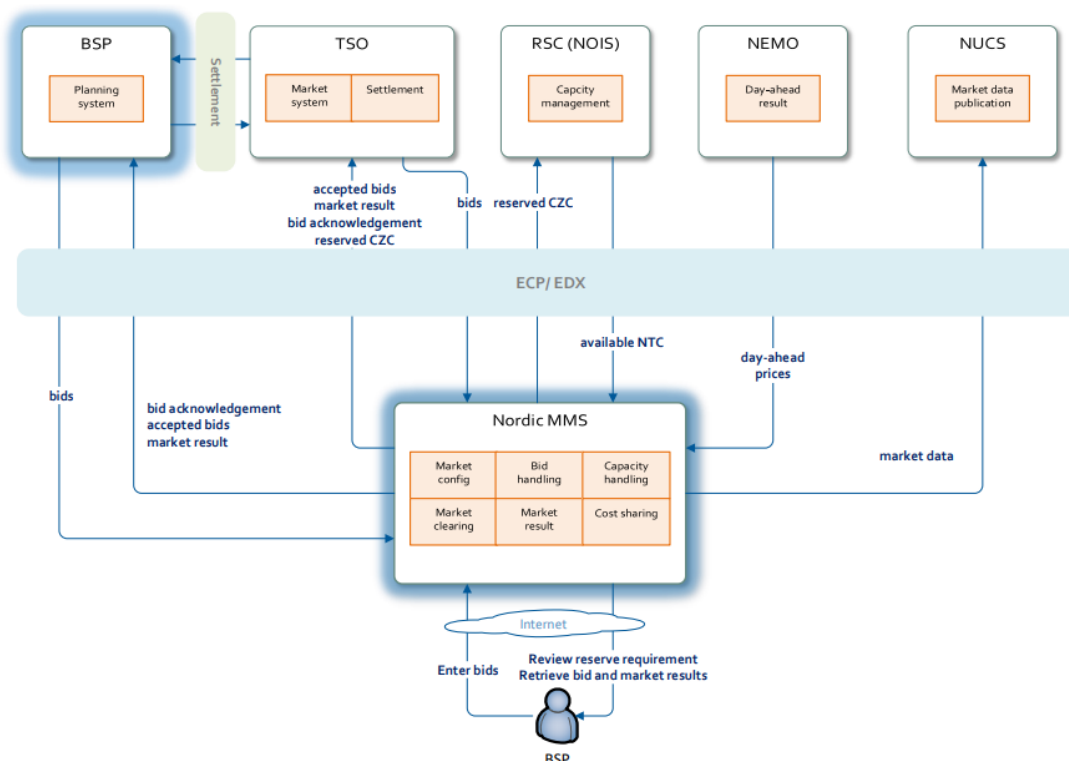 BSP
Planning
system
Settlement
TSO
Market
system
Settlement
RSC (NOIS)
Capcity
management
NEMO
Day-ahead
result
NUCS
Market data
publication
accepted bids
market result
bid acknowledgement
reserved CZC
bids
reserved CZC
ECP/ EDX
available NTC
day-ahead
prices
bids
bid acknowledgement
accepted bids
market result
market data
Nordic MMS
Market
config
Bid
handling
Capacity
handling
Market
clearing
Market
result
Cost sharing
Internet
Enter bids
Review reserve requirement
Retrieve bid and market results
BSP